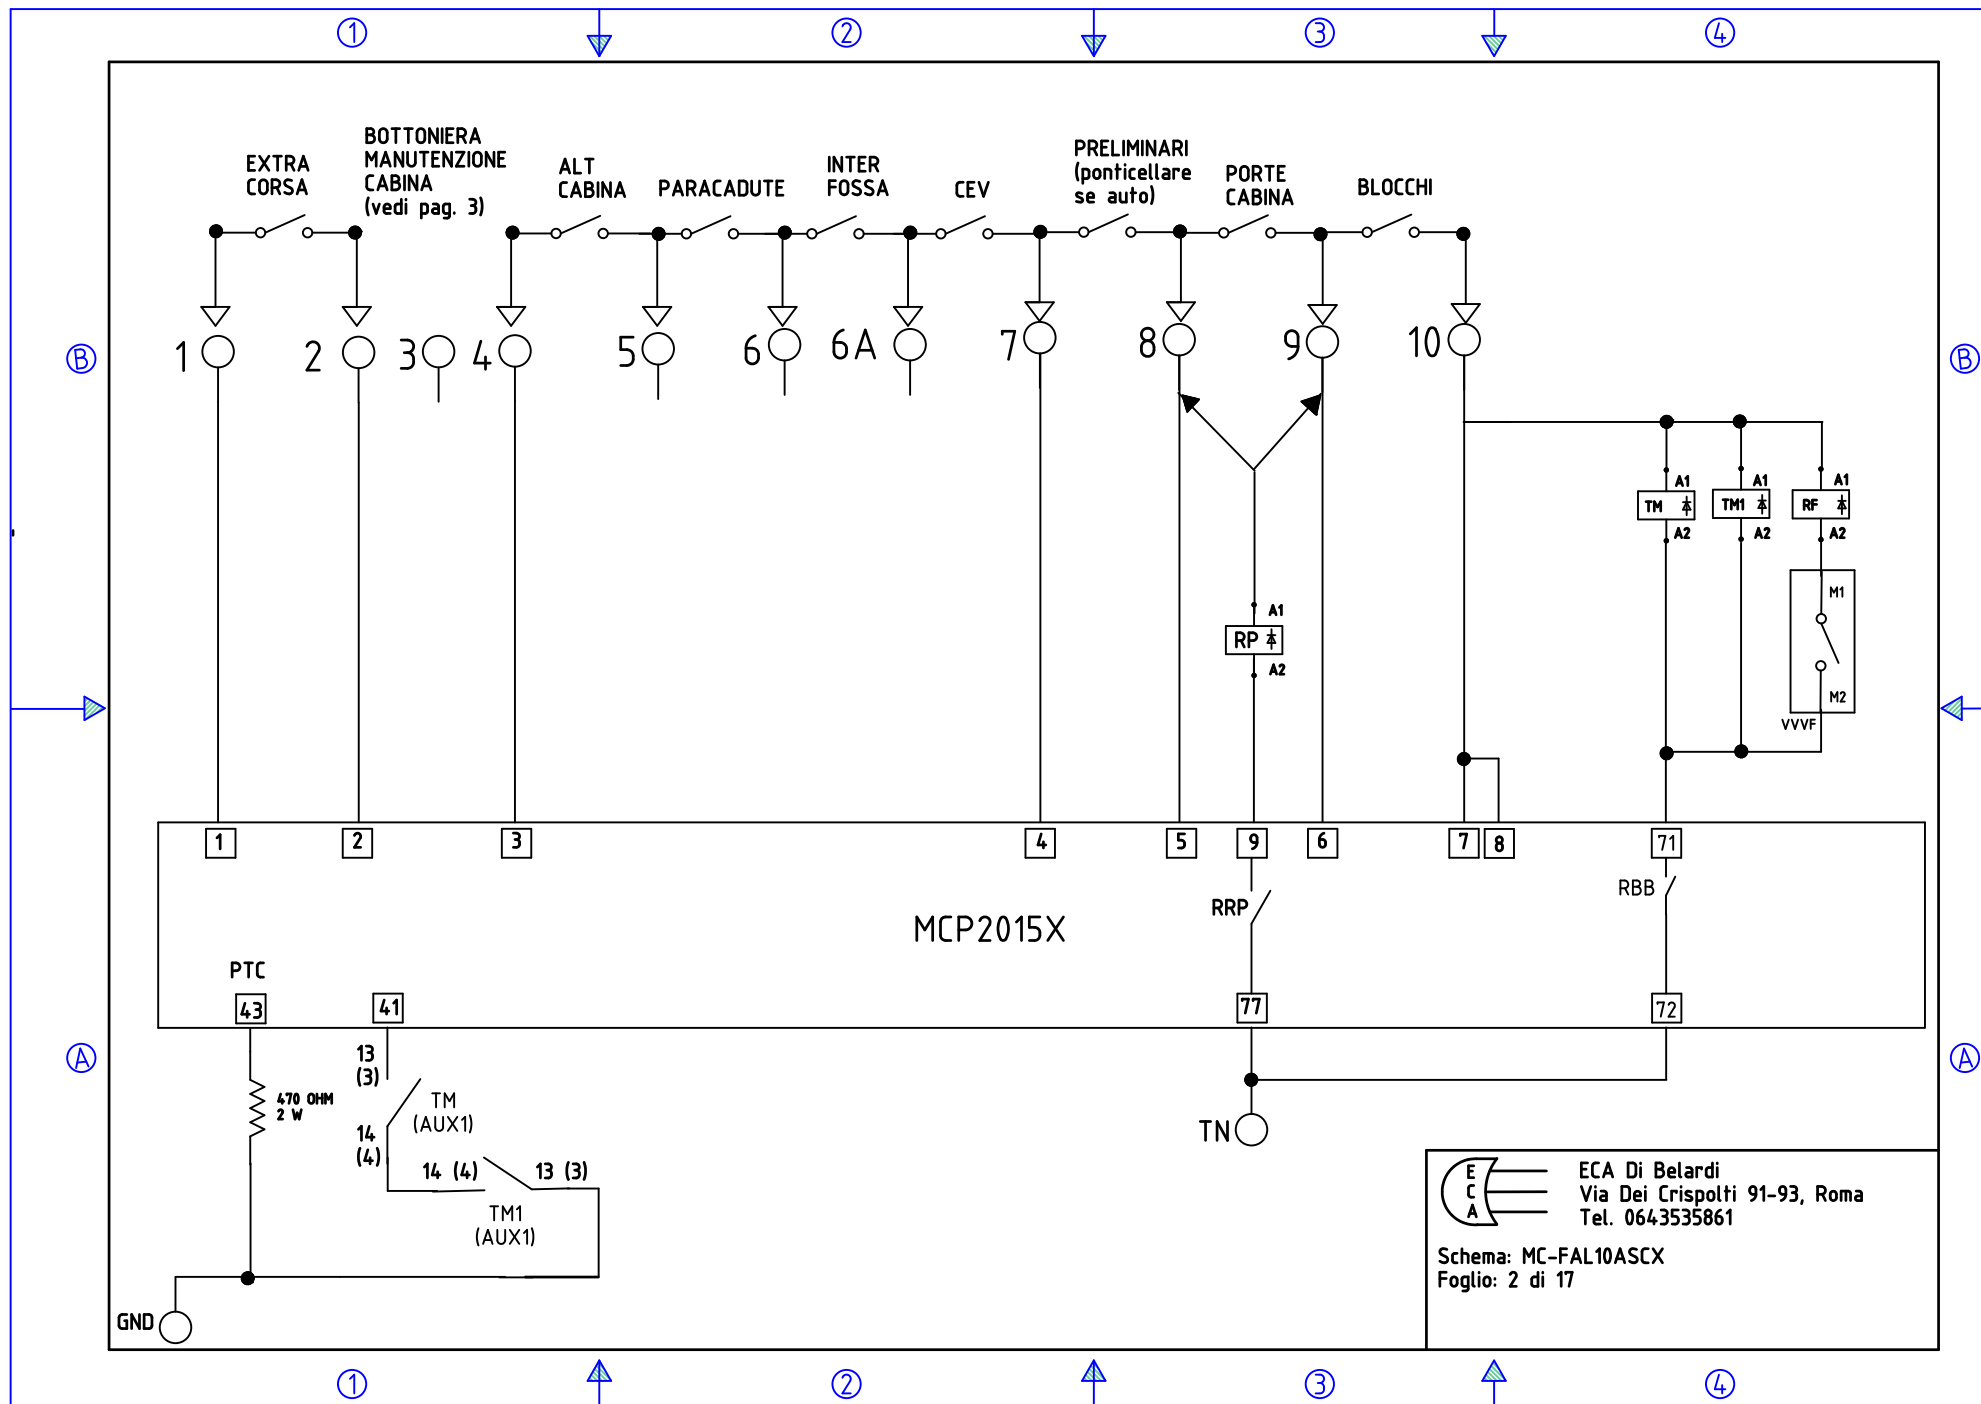 1
2
3
4
EXTRA
CORSA
BOTTONIERA
MANUTENZIONE
CABINA
(vedi pag. 3)
ALT
CABINA
PARACADUTE
INTER
FOSSA
CEV
PRELIMINARI
(ponticellare
se auto)
PORTE
CABINA
BLOCCHI
B
1
2
3
4
5
6
6A
7
8
9
10
B
A1
A1
A1
TM
TM1
RF
A2
A2
A2
M1
A1
RP
A2
M2
VVVF
1
2
3
4
5
9
6
7
8
71
RBB
RRP
MCP2015X
PTC
43
41
77
72
A
13
(3)
A
470 OHM
2 W
TM
(AUX1)
14
(4)
TN
14 (4)
13 (3)
TM1
(AUX1)
E
C
A
ECA Di Belardi
Via Dei Crispolti 91-93, Roma
Tel. 0643535861
Schema: MC-FAL10ASCX
Foglio: 2 di 17
GND
1
2
3
4